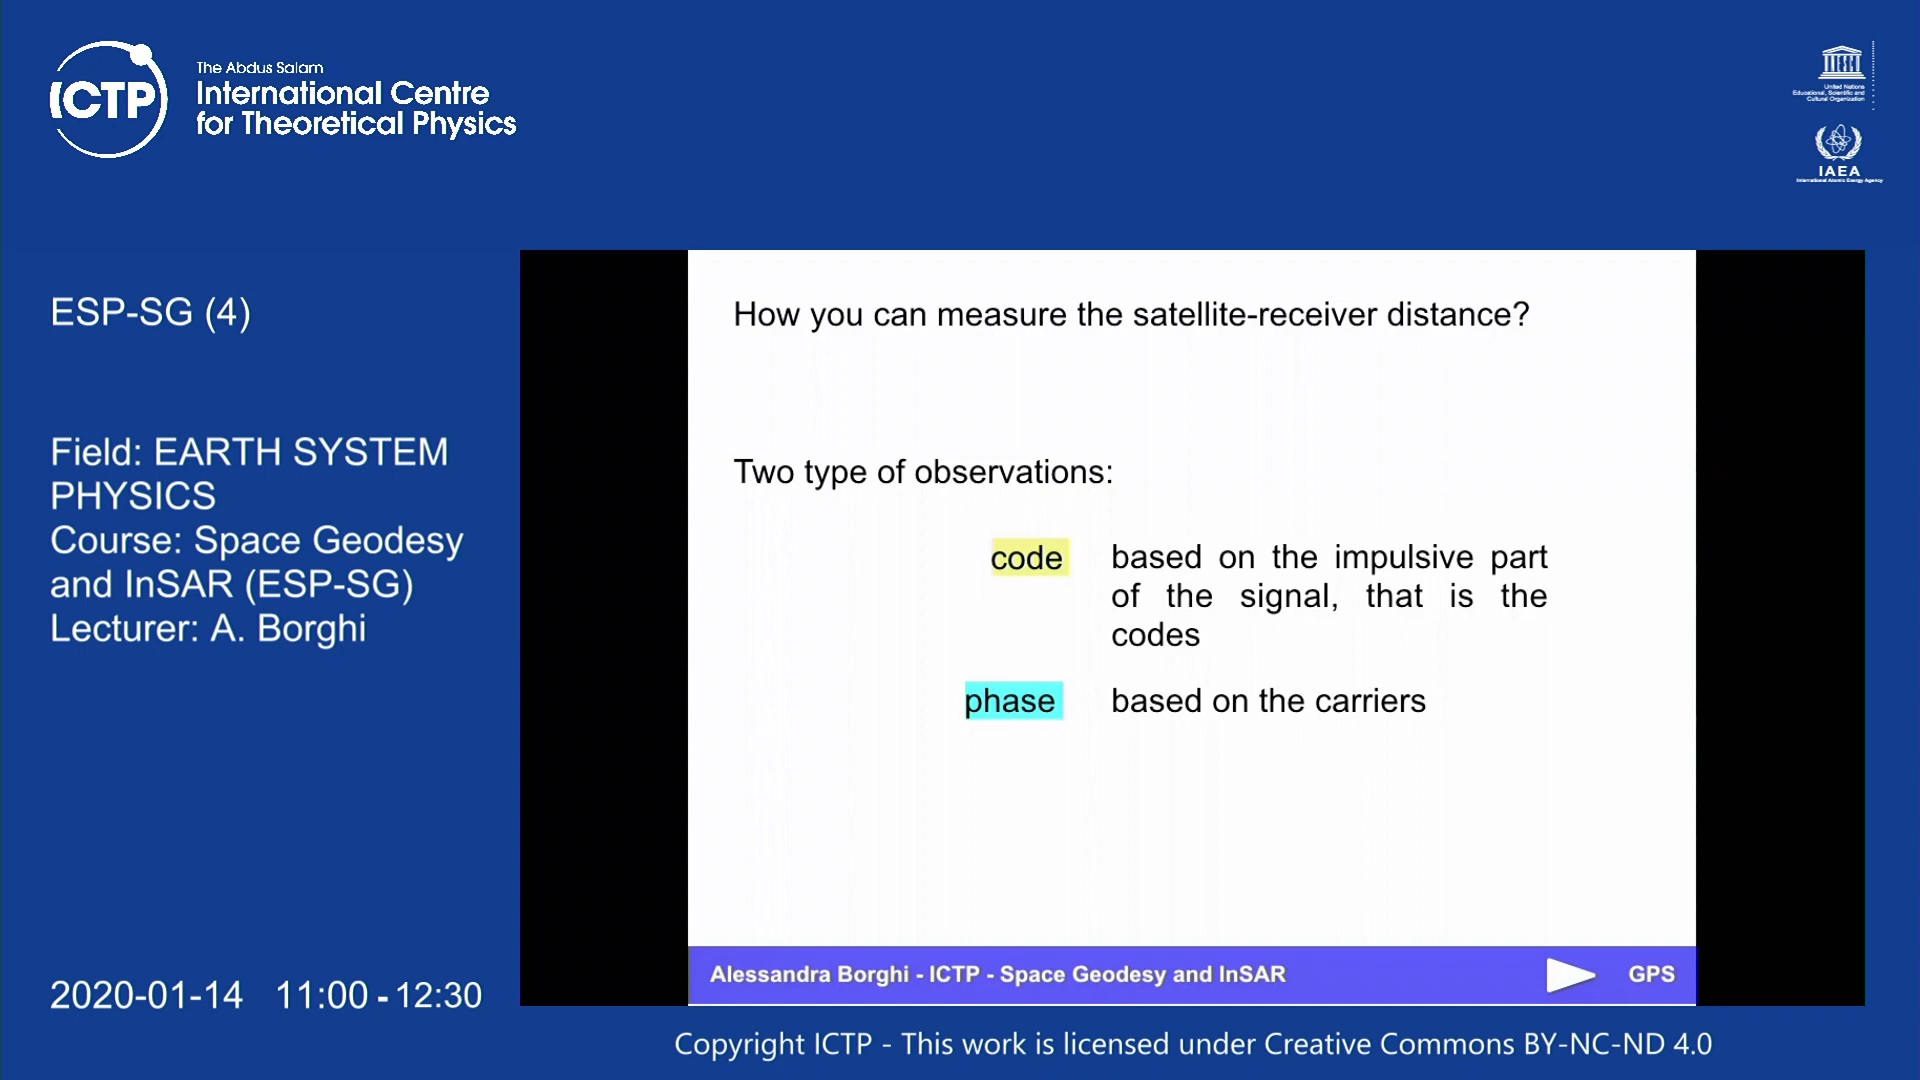 ICTP
The Abdus Salam
International Centre
for Theoretical Physics
United Nations
Educational, Scientific and
Cultural Organization
IAEA
International Atomic Energy Agency
ESP-SG (4)
Field: EARTH SYSTEM
PHYSICS
Course: Space Geodesy
and InSAR (ESP-SG)
Lecturer: A. Borghi
2020-01-14 11:00 - 12:30
How you can measure the satellite-receiver distance?
Two type of observations:
code based on the impulsive part
of the signal, that is the
codes
phase based on the carriers
Alessandra Borghi - ICTP - Space Geodesy and InSAR GPS
Copyright ICTP - This work is licensed under Creative Commons BY-NC-ND 4.0